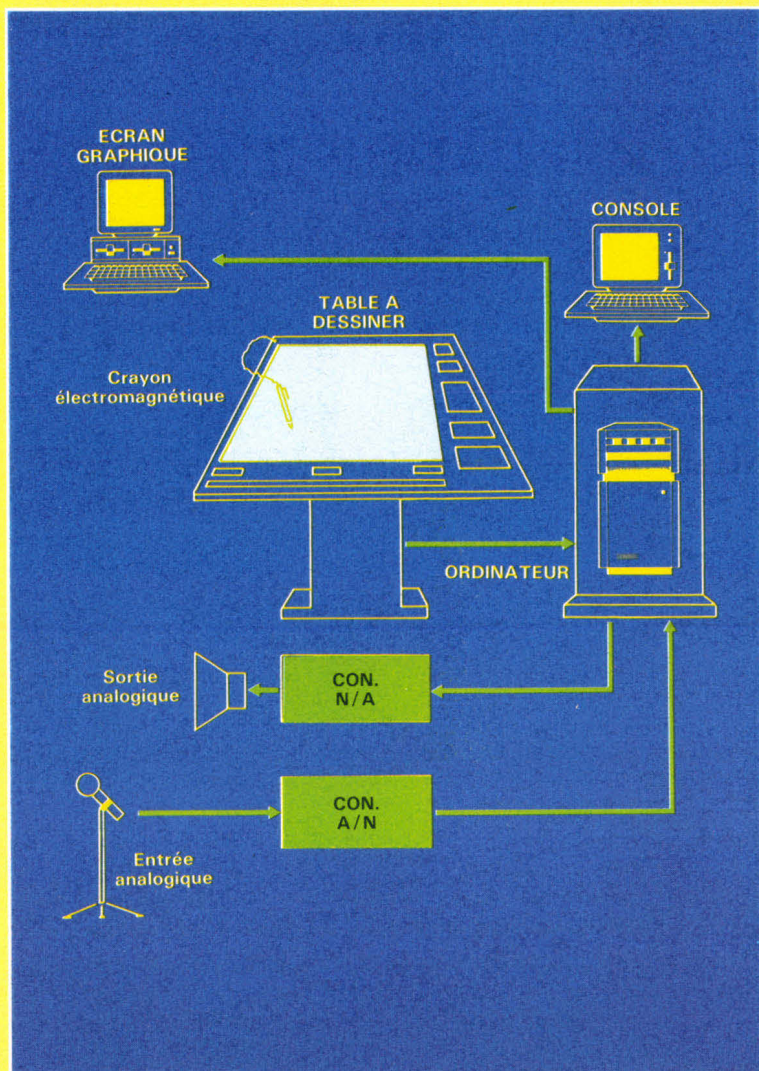 ECRAN
GRAPHIQUE
CONSOLE
TABLE A
DESSINER
Crayon
électromagnétique
ORDINATEUR
Sortie
analogique
CON.
N/A
CON.
A/N
Entrée
analogique